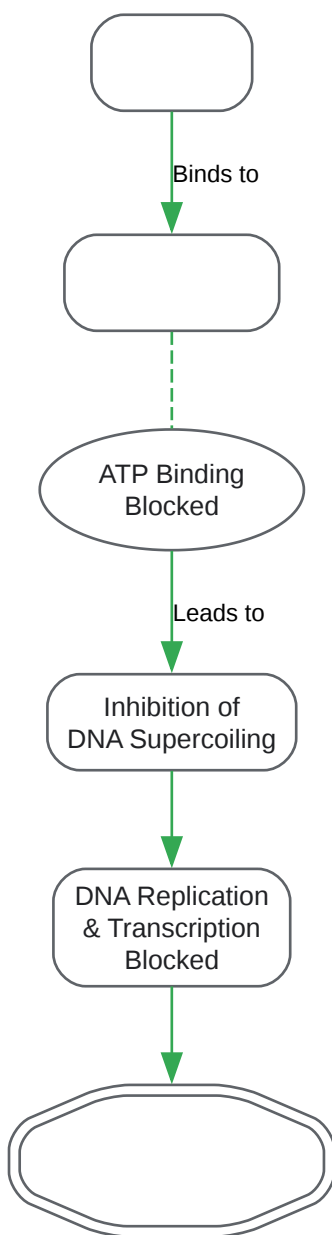 Binds to
ATP Binding
Blocked
Leads to
Inhibition of
DNA Supercoiling
DNA Replication
& Transcription
Blocked